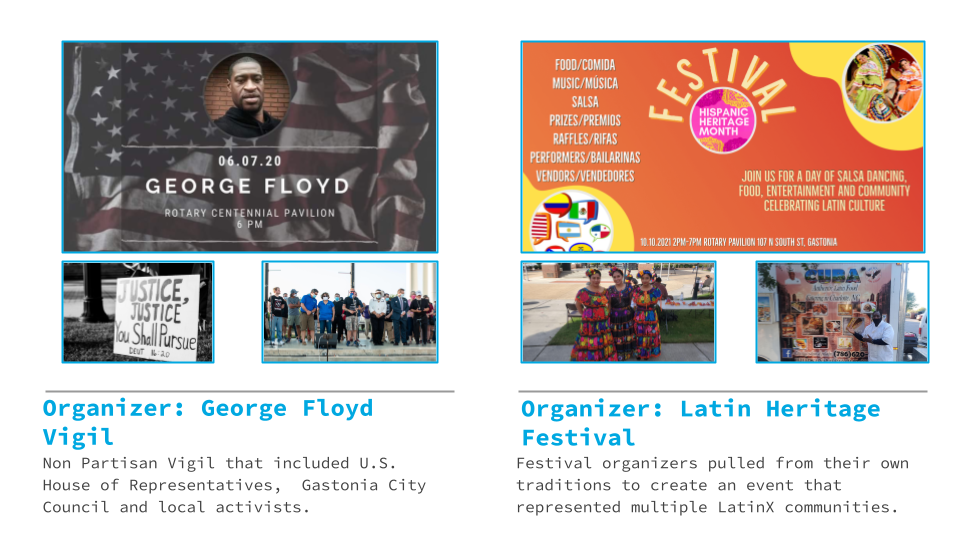 06.07.20
GEORGE FLOYD
ROTARY CENTENNIAL PAVILION
6 PM
JUSTICE,
JUSTICE
You Shall Pursue
DEUT 16:20
Organizer: George Floyd
Vigil
Non Partisan Vigil that included U.S.
House of Representatives, Gastonia City
Council and local activists.
FESTIVAL
HISPANIC
HERITAGE
MONTH
FOOD/COMIDA
MUSIC/MÚSICA
SALSA
PRIZES/PREMIOS
RAFFLES/RIFAS
PERFORMERS/BAILARINAS
VENDORS/VENDEDORES
JOIN US FOR A DAY OF SALSA DANCING,
FOOD, ENTERTAINMENT AND COMMUNITY
CELEBRATING LATIN CULTURE
10.10.2021 2PM-7PM ROTARY PAVILION 107 N SOUTH ST, GASTONIA
CUBA
Authentic Latin Food
Organizer: Latin Heritage
Festival
Festival organizers pulled from their own
traditions to create an event that
represented multiple LatinX communities.